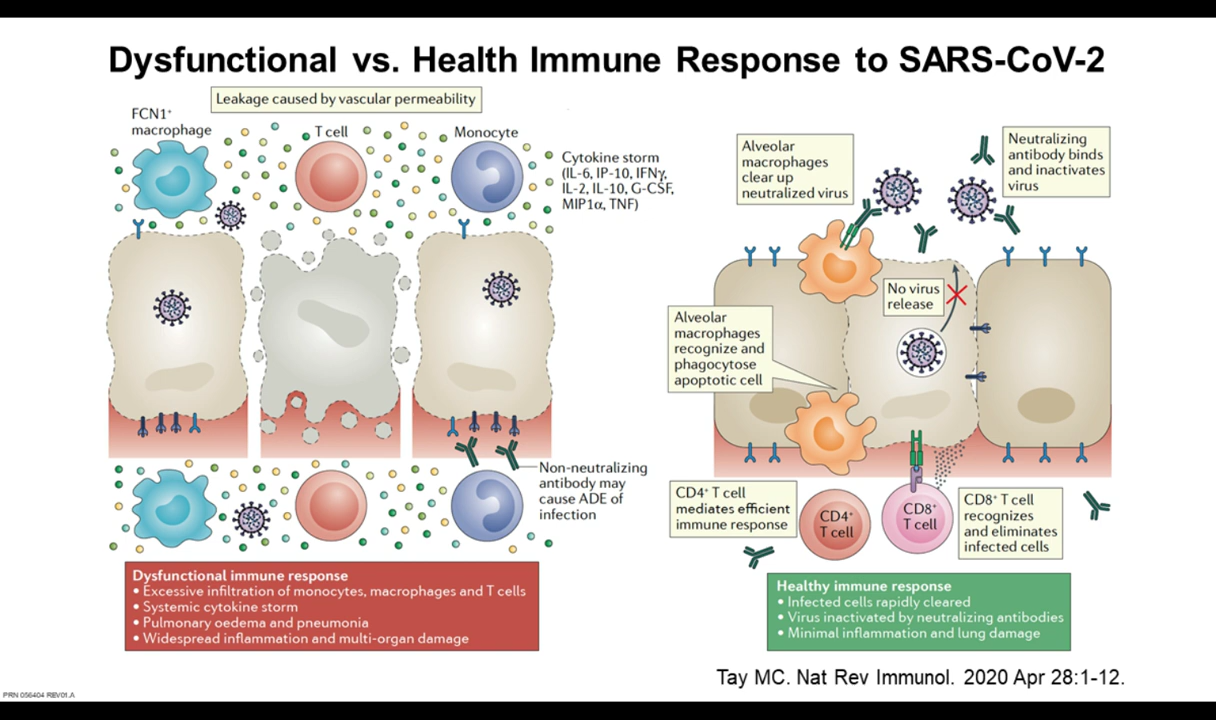 Dysfunctional vs. Health Immune Response to SARS-CoV-2
Leakage caused by vascular permeability
FCN1⁺
macrophage
T cell
Monocyte
Cytokine storm
(IL-6, IP-10, IFNγ,
IL-2, IL-10, G-CSF,
MIP1α, TNF)
Non-neutralizing
antibody may
cause ADE of
infection
Dysfunctional immune response
• Excessive infiltration of monocytes, macrophages and T cells
• Systemic cytokine storm
• Pulmonary oedema and pneumonia
• Widespread inflammation and multi-organ damage
Alveolar
macrophages
clear up
neutralized virus
Neutralizing
antibody binds
and inactivates
virus
No virus
release
Alveolar
macrophages
recognize and
phagocytose
apoptotic cell
CD4⁺ T cell
mediates efficient
immune response
CD4⁺
T cell
CD8⁺
T cell
CD8⁺ T cell
recognizes
and eliminates
infected cells
Healthy immune response
• Infected cells rapidly cleared
• Virus inactivated by neutralizing antibodies
• Minimal inflammation and lung damage
Tay MC. Nat Rev Immunol. 2020 Apr 28:1-12.
PRN 056404 REV01.A